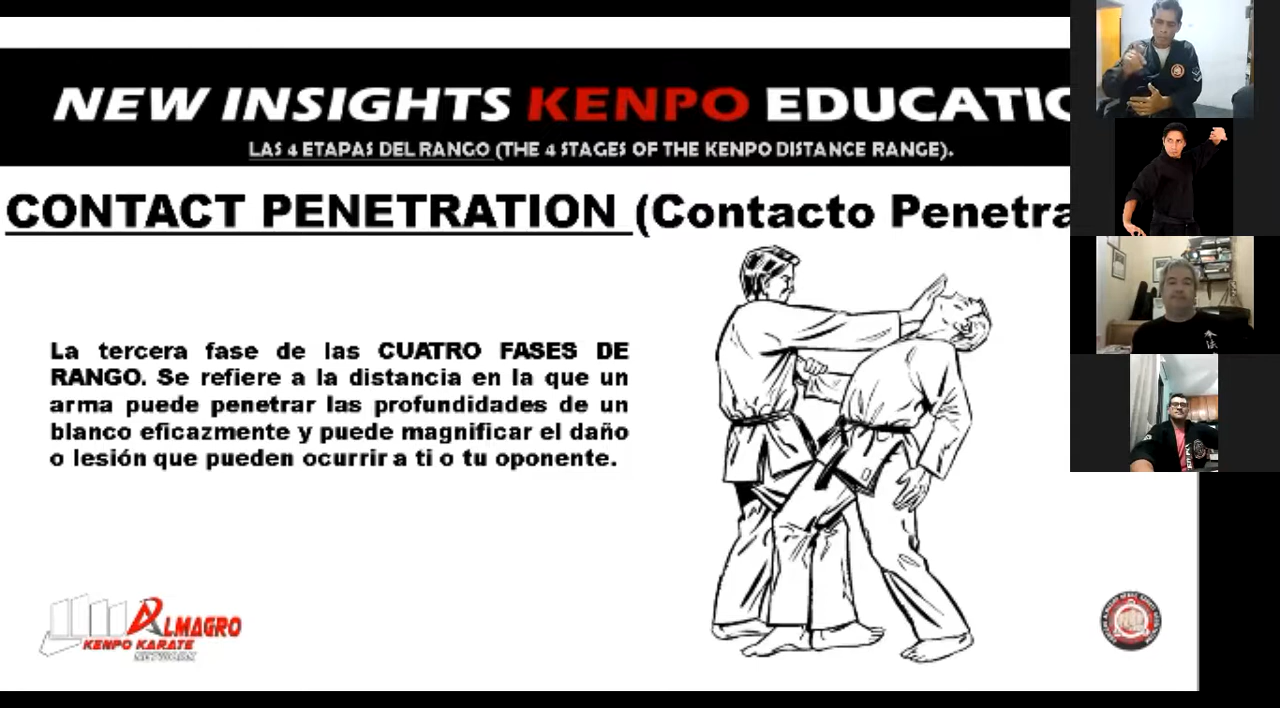 NEW INSIGHTS KENPO EDUCATIO
LAS 4 ETAPAS DEL RANGO (THE 4 STAGES OF THE KENPO DISTANCE RANGE).
CONTACT PENETRATION (Contacto Penetra
La tercera fase de las CUATRO FASES DE
RANGO. Se refiere a la distancia en la que un
arma puede penetrar las profundidades de un
blanco eficazmente y puede magnificar el daño
o lesión que pueden ocurrir a ti o tu oponente.
ALMAGRO
KENPO KARATE
NETWORK